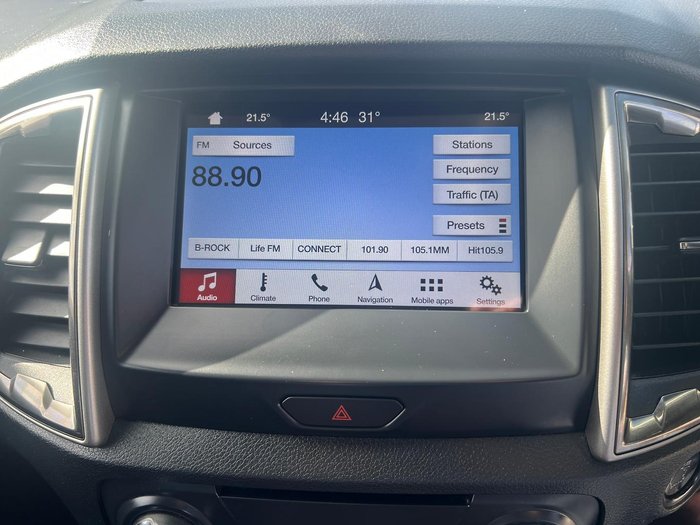 21.5° 4:46 31° 21.5°
FM Sources
Stations
88.90
Frequency
Traffic (TA)
Presets
B-ROCK Life FM CONNECT 101.90 105.1MM Hit105.9
Audio Climate Phone Navigation Mobile apps Settings